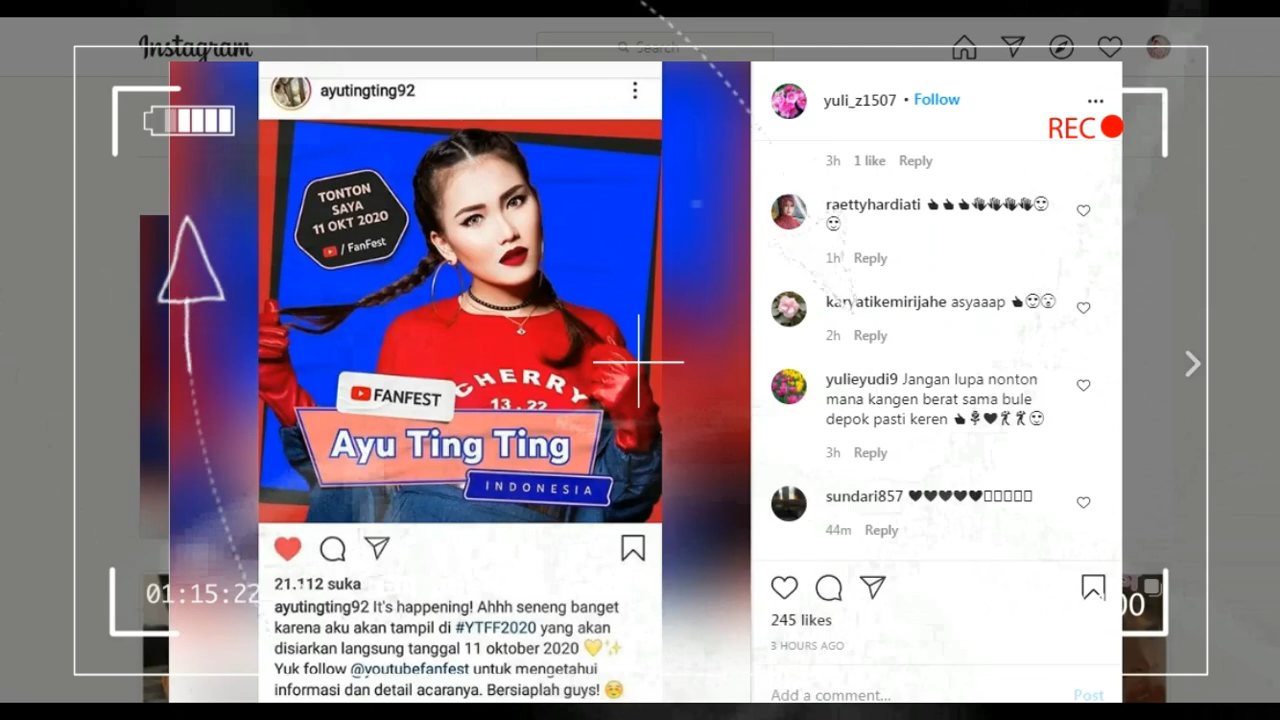 Instagram
Search
ayutingting92
TONTON
SAYA
11 OKT 2020
/ FanFest
CHERRY
13.22
FANFEST
Ayu Ting Ting
INDONESIA
21.112 suka
ayutingting92 It's happening! Ahhh seneng banget
karena aku akan tampil di #YTFF2020 yang akan
disiarkan langsung tanggal 11 oktober 2020 💛✨
Yuk follow @youtubefanfest untuk mengetahui
informasi dan detail acaranya. Bersiaplah guys! ☺️
01:15:22
yuli_z1507 • Follow
REC
3h 1 like Reply
raettyhardiati
1h Reply
karyatikemirijahe asyaaap
2h Reply
yulieyudi9 Jangan lupa nonton
mana kangen berat sama bule
depok pasti keren
3h Reply
sundari857 ♥♥♥♥♥
44m Reply
245 likes
3 HOURS AGO
Add a comment... Post